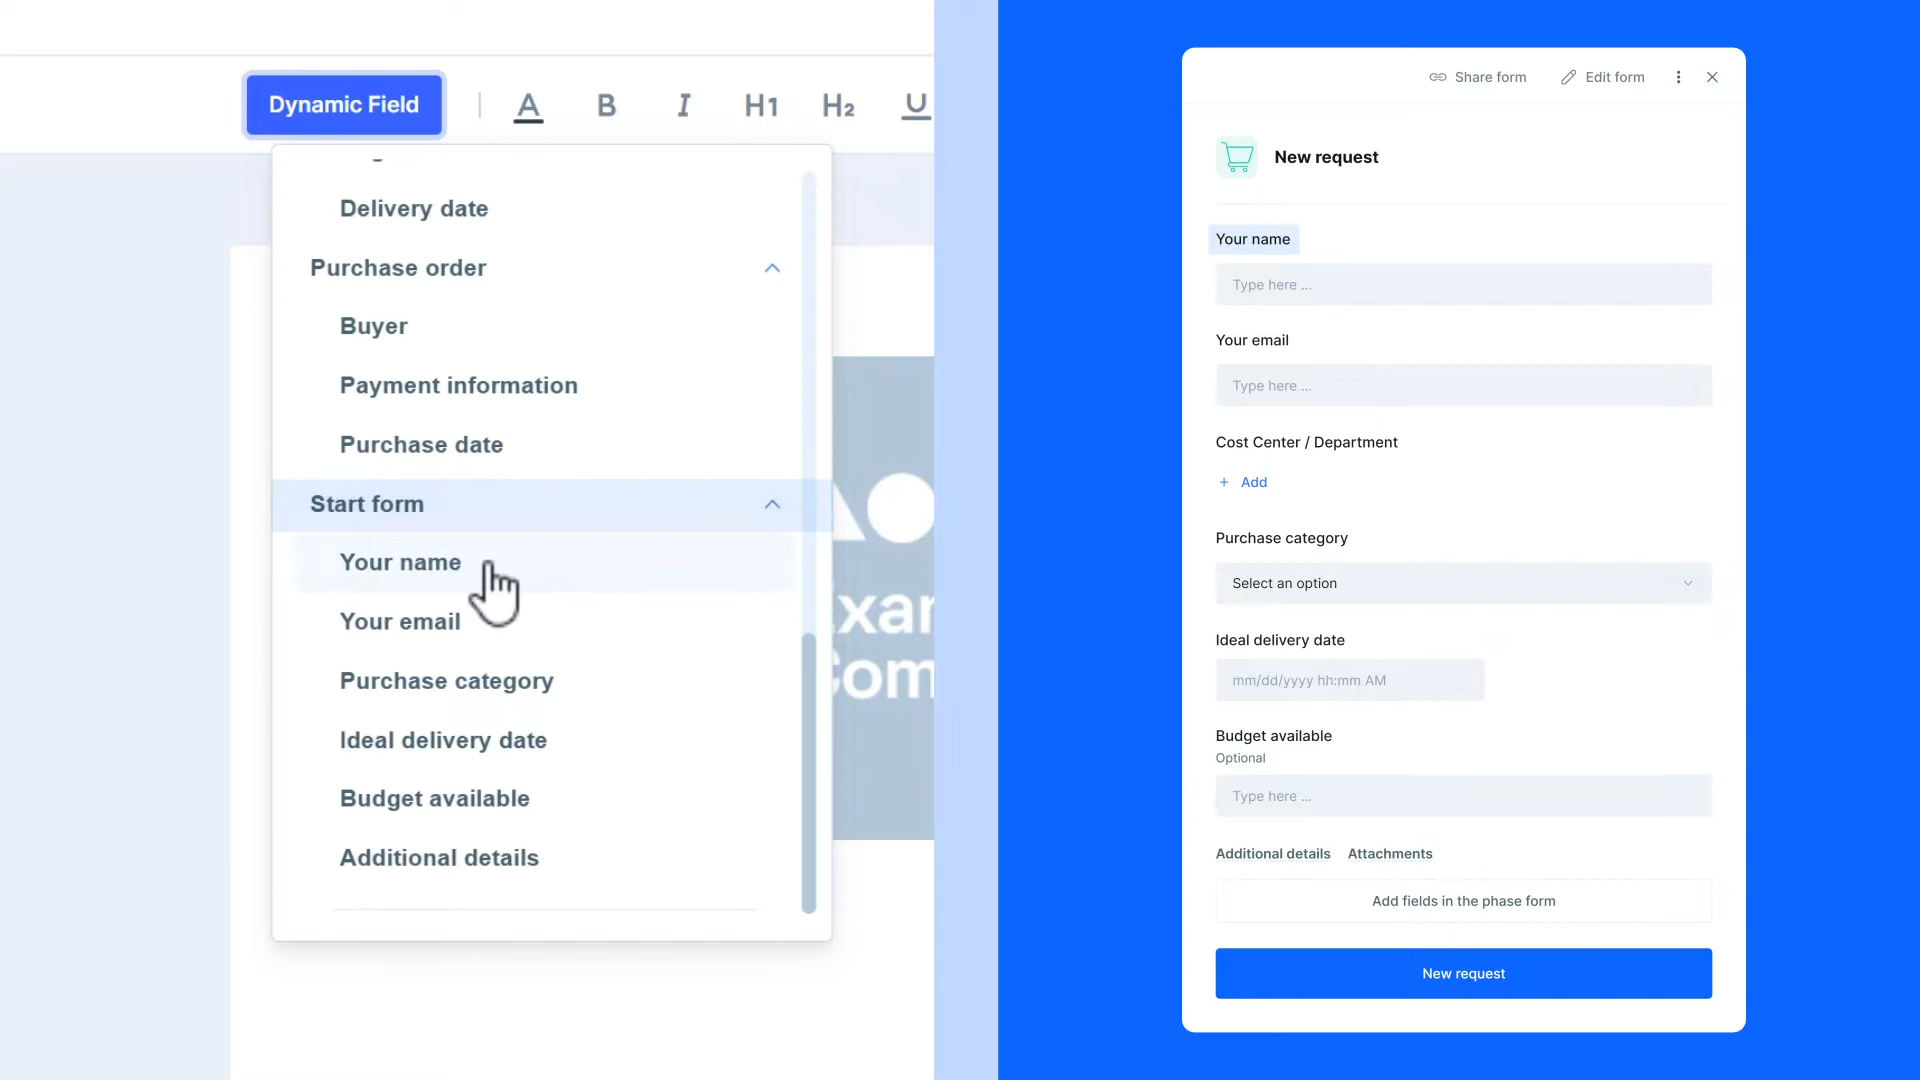 Dynamic Field
A B I H1 H2 U
Delivery date
Purchase order
Buyer
Payment information
Purchase date
Start form
Your name
Your email
Purchase category
Ideal delivery date
Budget available
Additional details
Share form Edit form
New request
Your name
Type here ...
Your email
Type here ...
Cost Center / Department
+ Add
Purchase category
Select an option
Ideal delivery date
mm/dd/yyyy hh:mm AM
Budget available
Optional
Type here ...
Additional details Attachments
Add fields in the phase form
New request